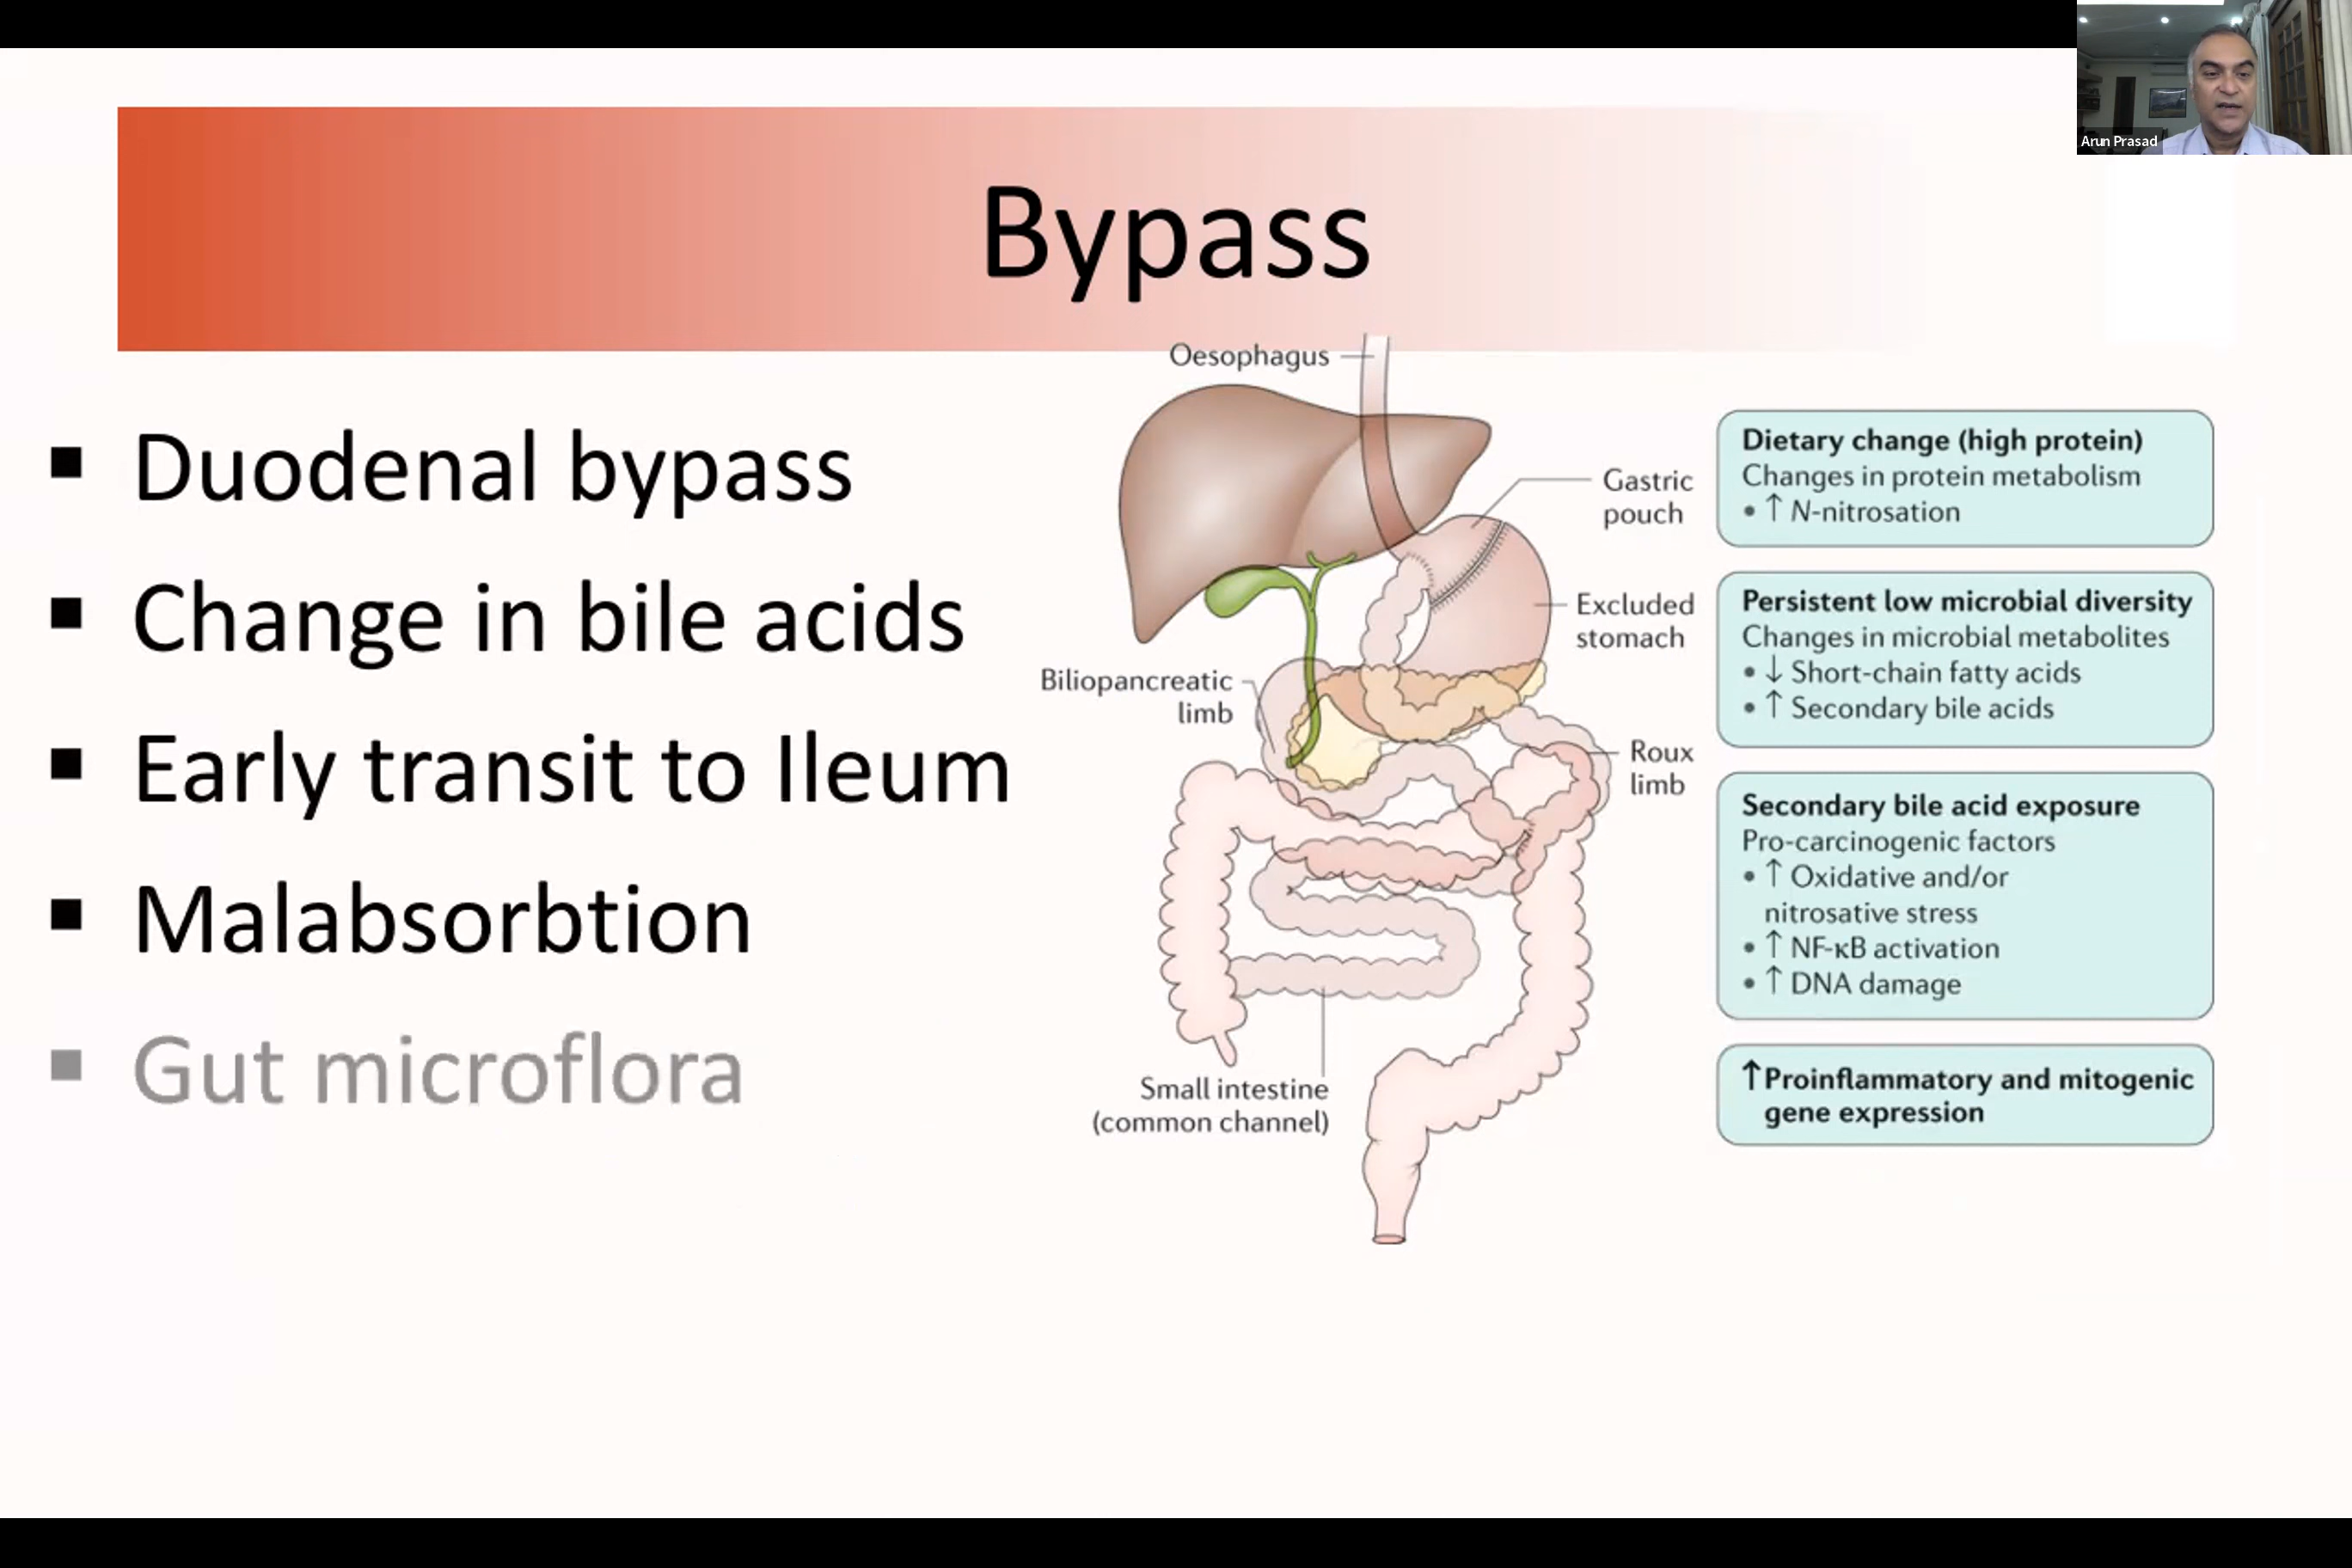 Arun Prasad
Bypass
▪ Duodenal bypass
▪ Change in bile acids
▪ Early transit to Ileum
▪ Malabsorbtion
▪ Gut microflora
Oesophagus
Gastric
pouch
Excluded
stomach
Biliopancreatic
limb
Roux
limb
Small intestine
(common channel)
Dietary change (high protein)
Changes in protein metabolism
• ↑ N-nitrosation
Persistent low microbial diversity
Changes in microbial metabolites
• ↓ Short-chain fatty acids
• ↑ Secondary bile acids
Secondary bile acid exposure
Pro-carcinogenic factors
• ↑ Oxidative and/or
nitrosative stress
• ↑ NF-κB activation
• ↑ DNA damage
↑Proinflammatory and mitogenic
gene expression